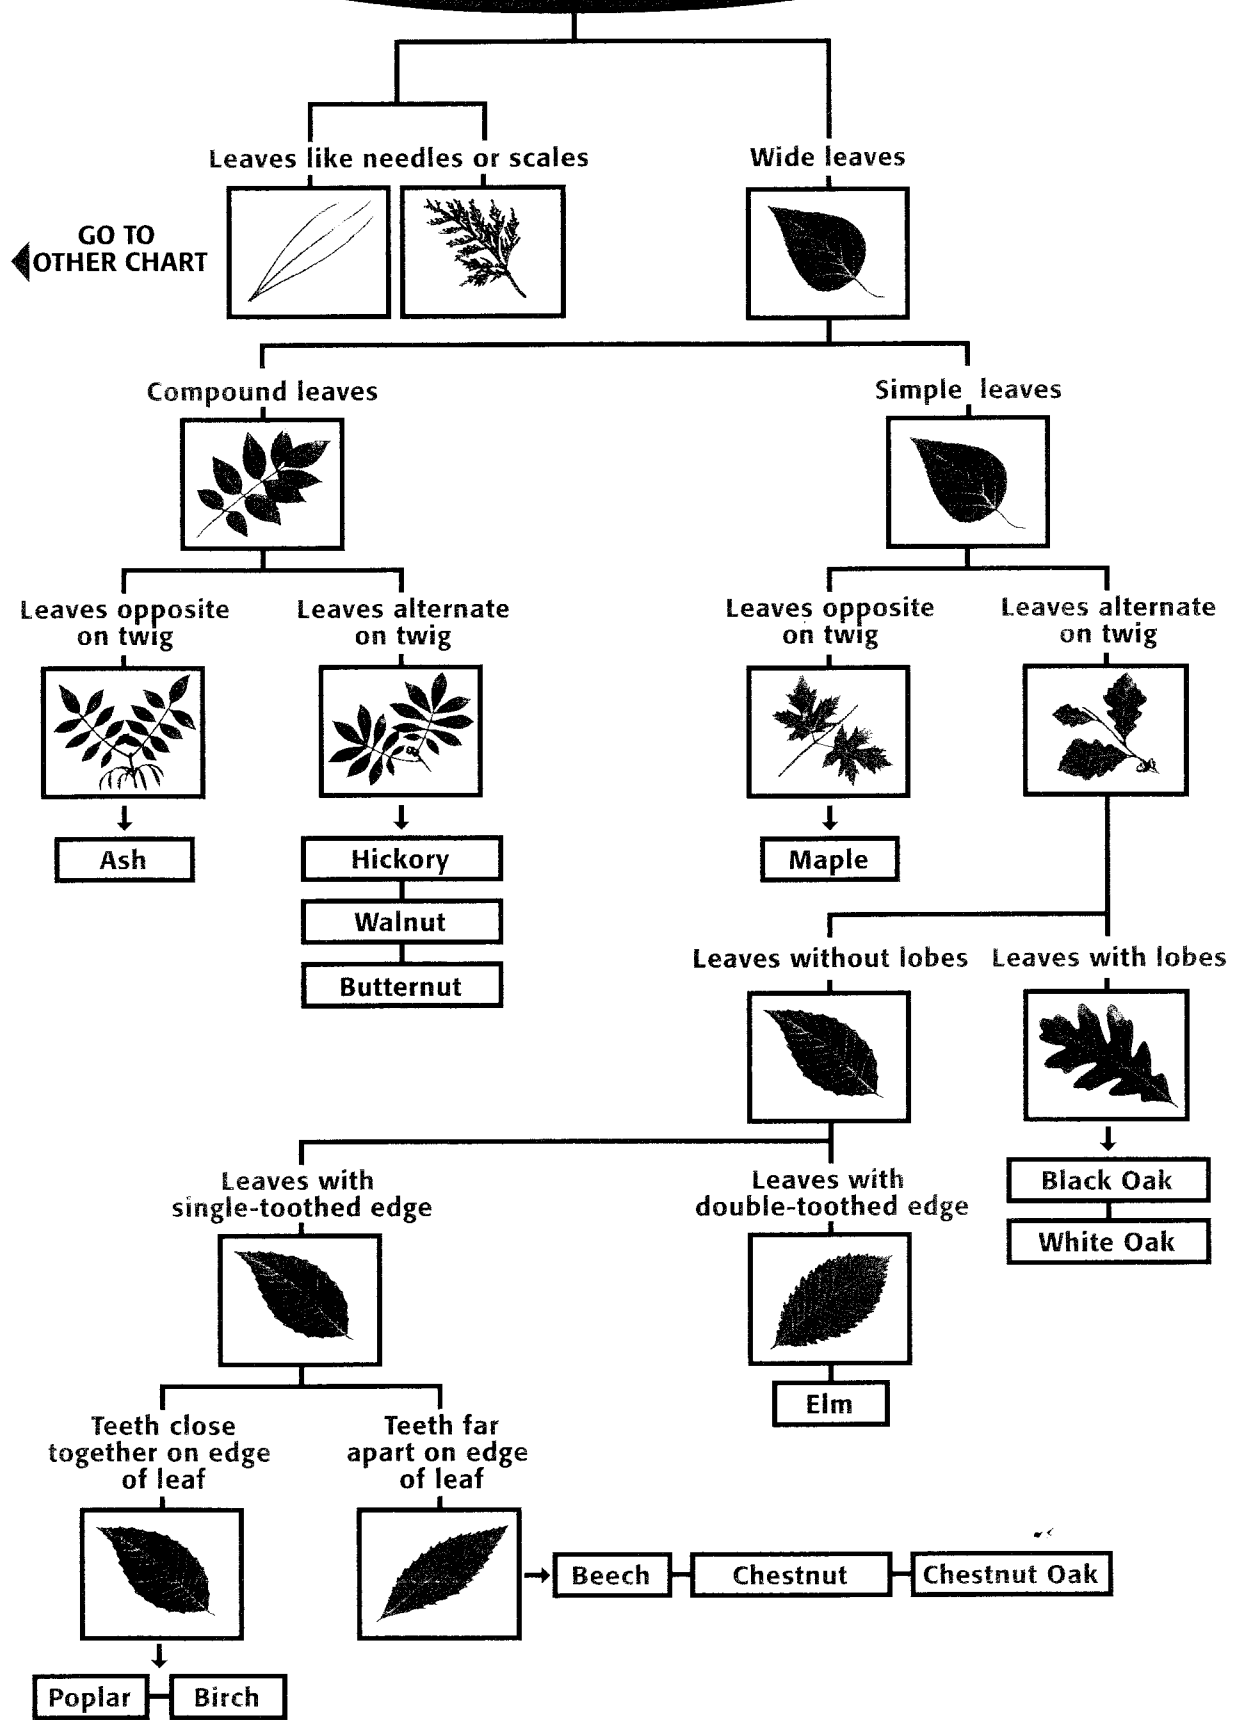 Leaves like needles or scales
Wide leaves
GO TO
OTHER CHART
Compound leaves
Simple leaves
Leaves opposite
on twig
Leaves alternate
on twig
Leaves opposite
on twig
Leaves alternate
on twig
Ash
Hickory
Walnut
Butternut
Maple
Leaves without lobes
Leaves with lobes
Black Oak
White Oak
Leaves with
single-toothed edge
Leaves with
double-toothed edge
Elm
Teeth close
together on edge
of leaf
Teeth far
apart on edge
of leaf
Beech
Chestnut
Chestnut Oak
Poplar
Birch